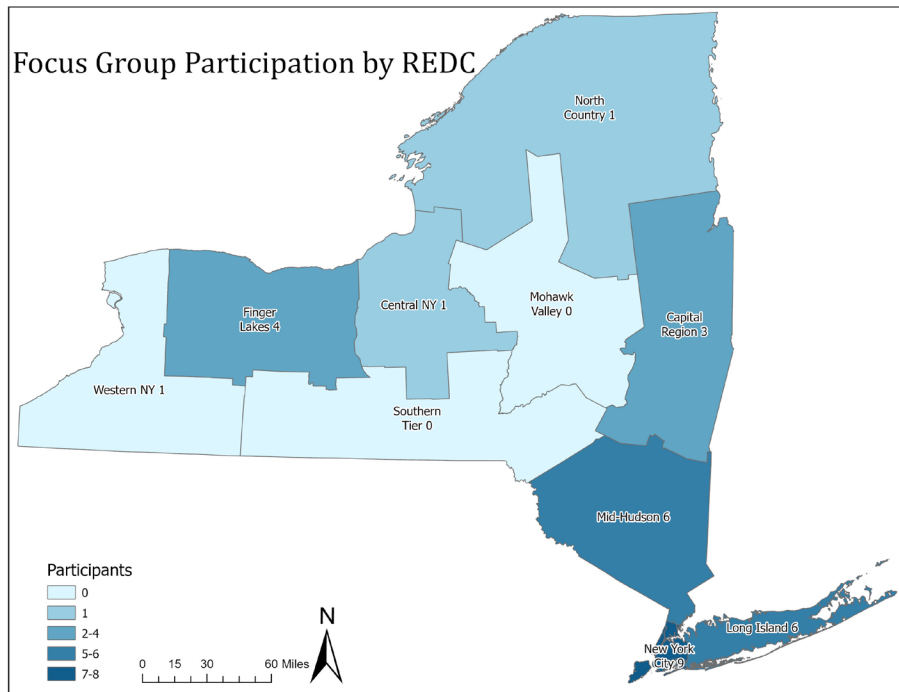 Focus Group Participation by REDC
North
Country 1
Finger
Lakes 4
Central NY 1
Mohawk
Valley 0
Capital
Region 3
Western NY 1
Southern
Tier 0
Mid-Hudson 6
Long Island 6
New York
City 9
Participants
0
1
2-4
5-6
7-8
N
0 15 30 60 Miles